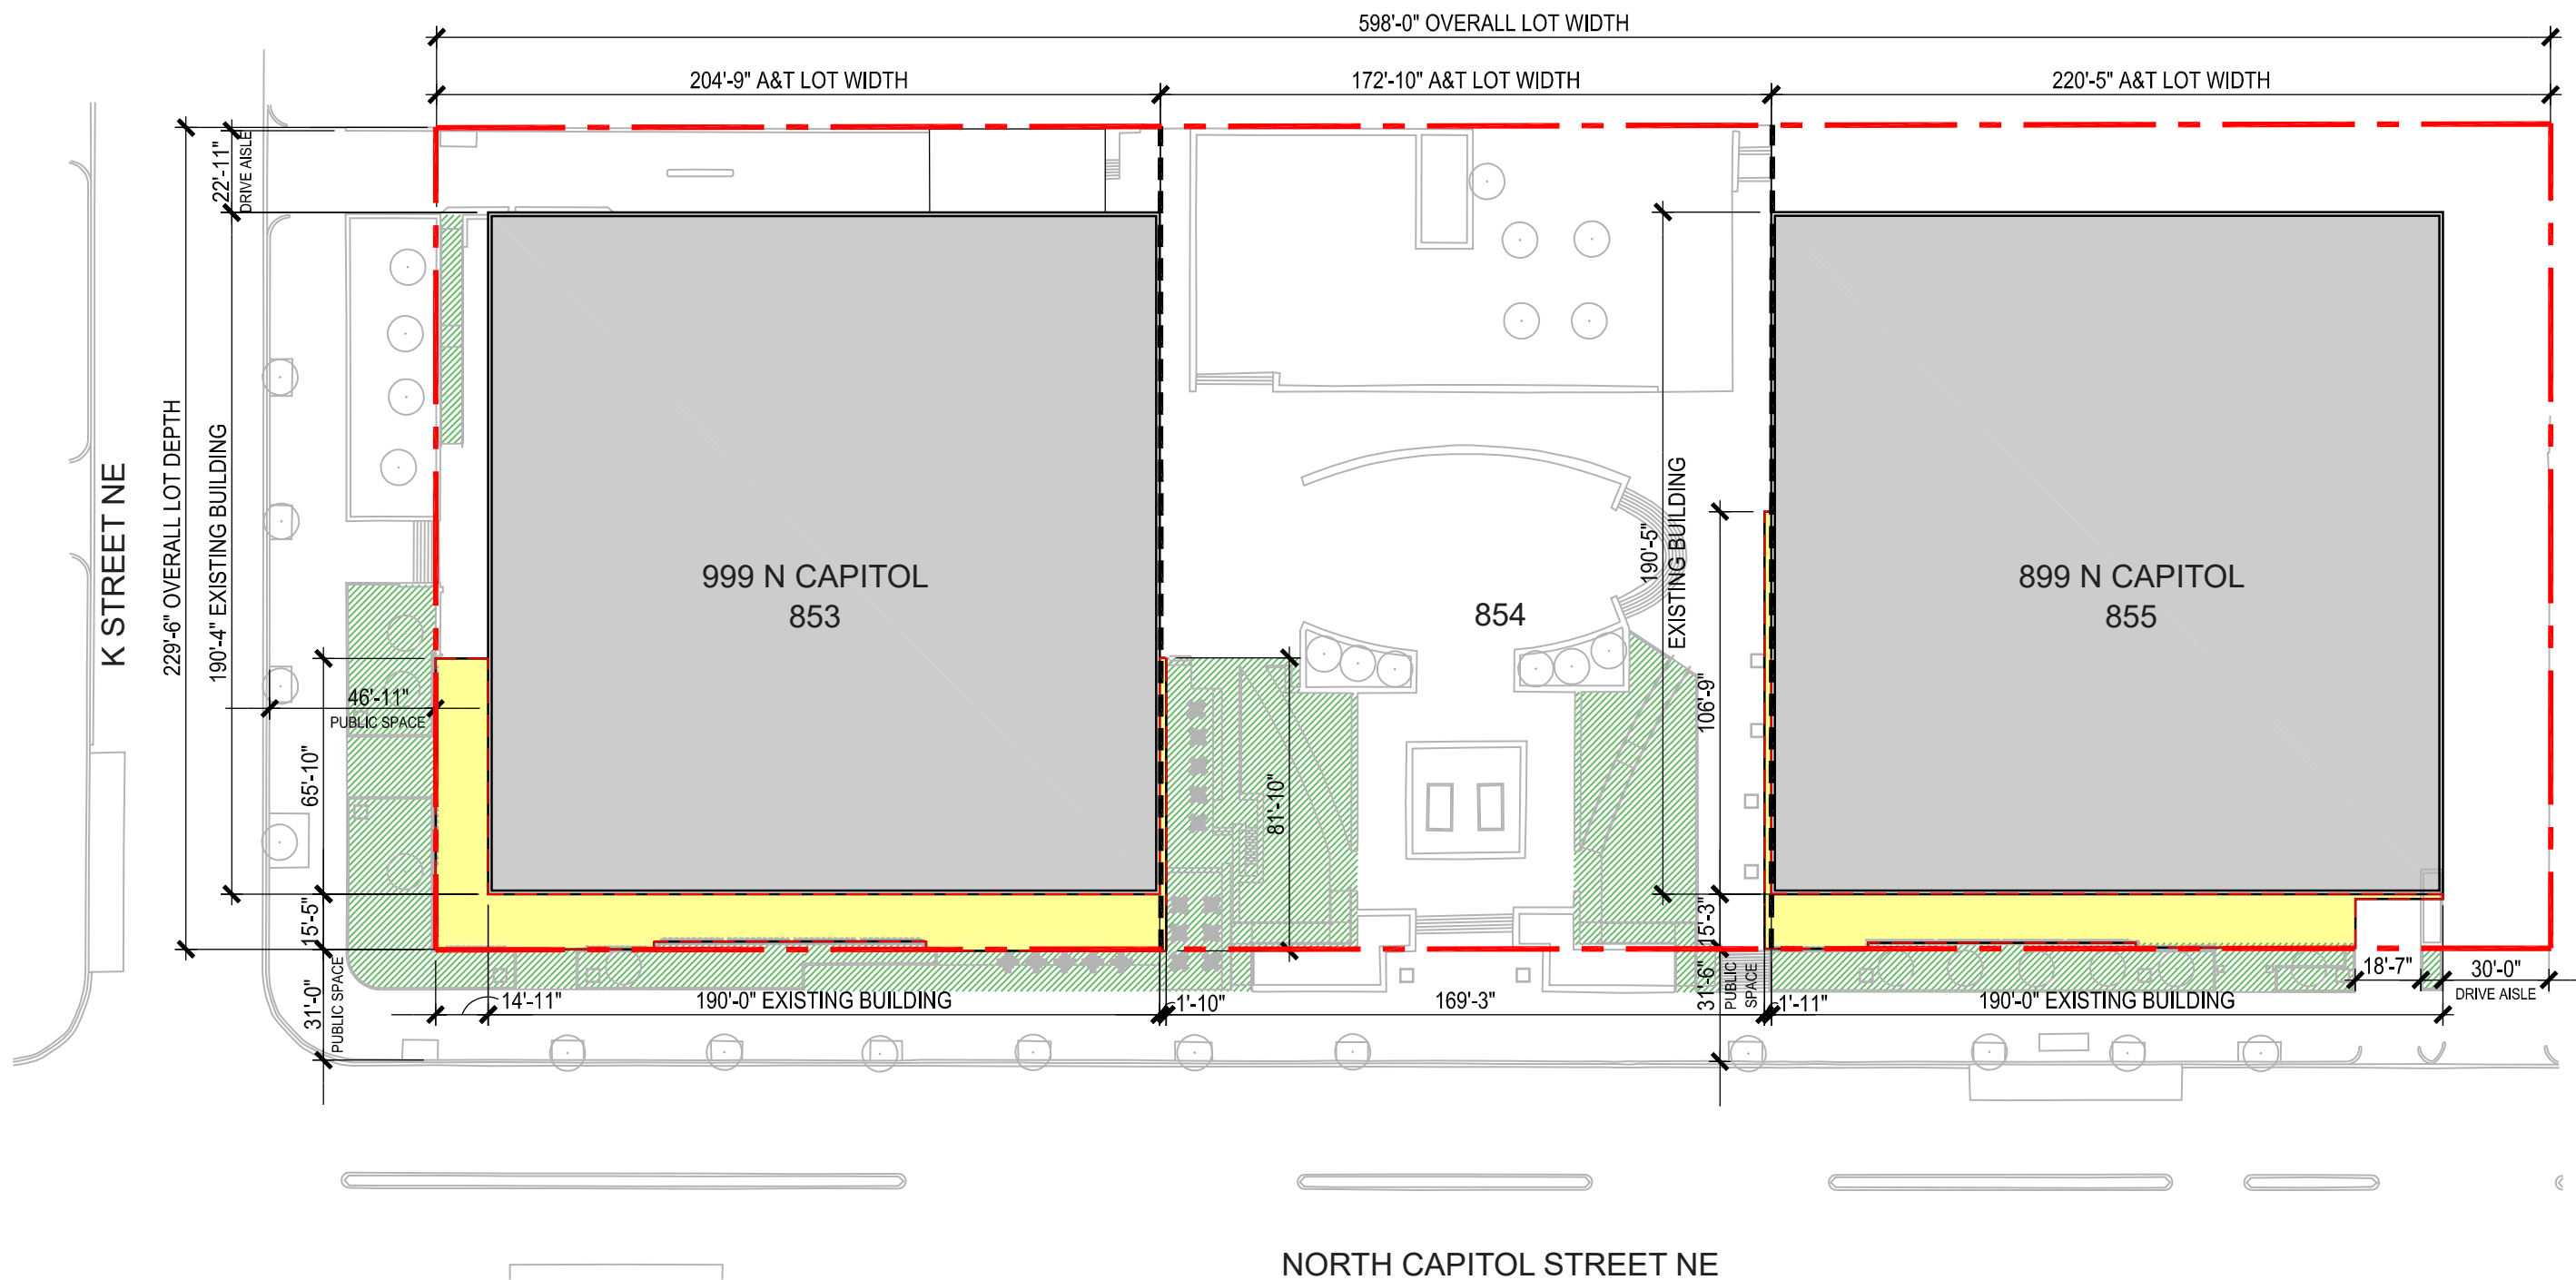 598'-0" OVERALL LOT WIDTH
204'-9" A&T LOT WIDTH
172'-10" A&T LOT WIDTH
220'-5" A&T LOT WIDTH
22'-11"
DRIVE AISLE
K STREET NE
229'-6" OVERALL LOT DEPTH
190'-4" EXISTING BUILDING
999 N CAPITOL
853
854
190'-5"
EXISTING BUILDING
899 N CAPITOL
855
46'-11"
PUBLIC SPACE
65'-10"
81'-10"
106'-9"
15'-5"
15'-3"
31'-0"
PUBLIC SPACE
14'-11"
190'-0" EXISTING BUILDING
1'-10"
169'-3"
31'-6"
PUBLIC
SPACE
1'-11"
190'-0" EXISTING BUILDING
18'-7"
30'-0"
DRIVE AISLE
NORTH CAPITOL STREET NE